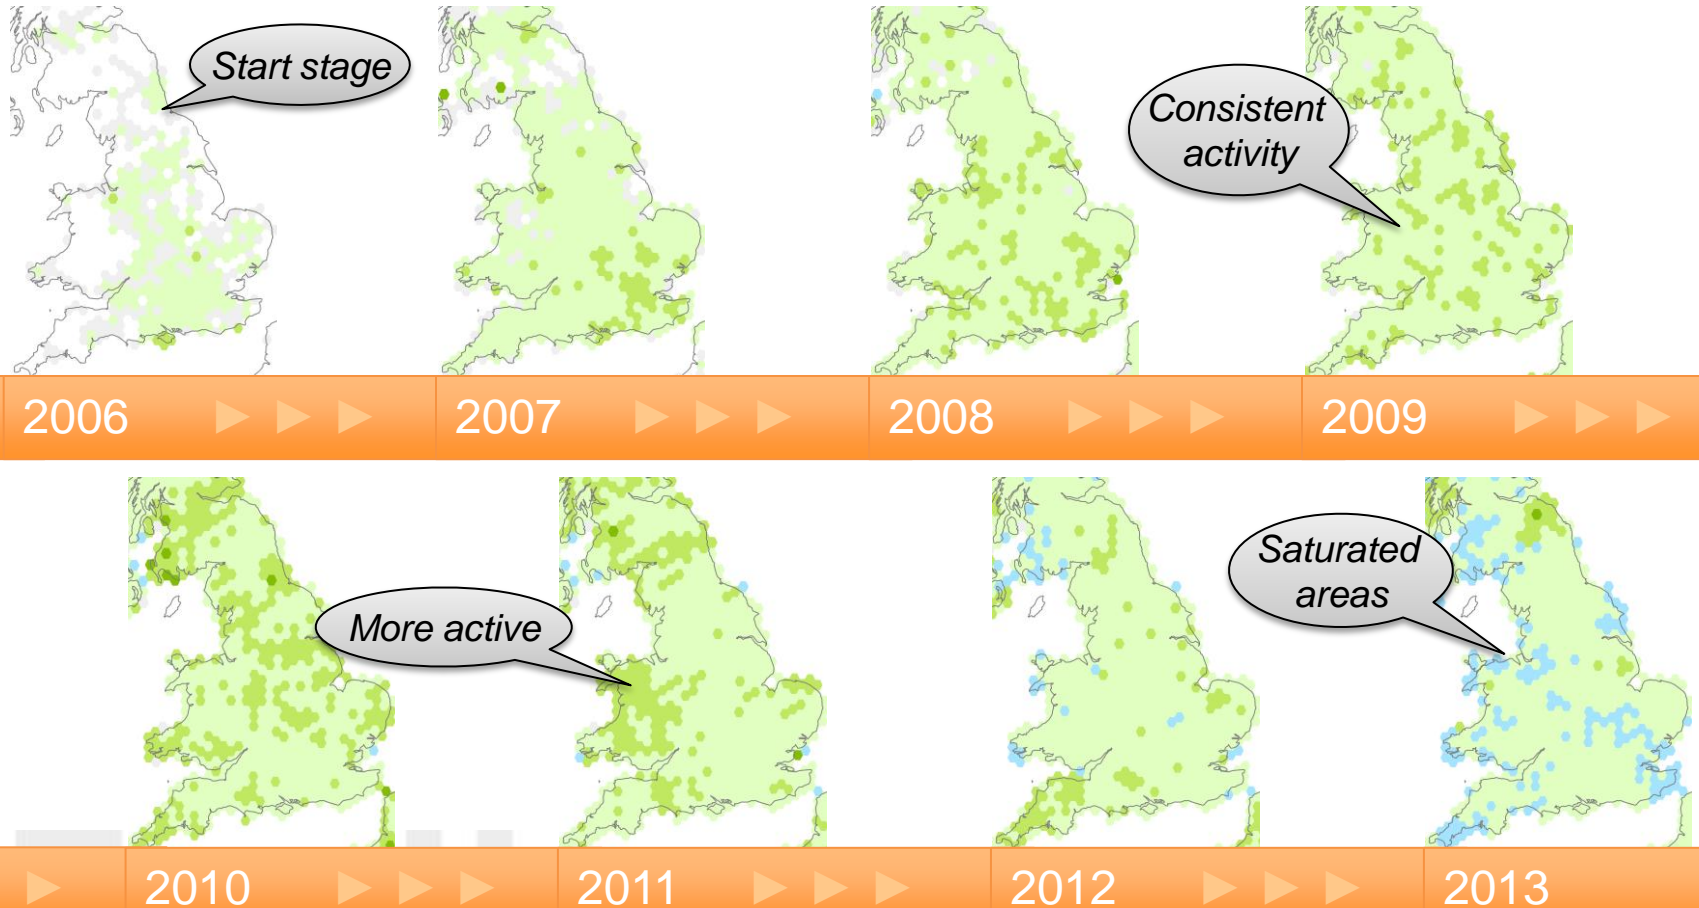 Start stage
Consistent
activity
2006
2007
2008
2009
More active
Saturated
areas
2010
2011
2012
2013